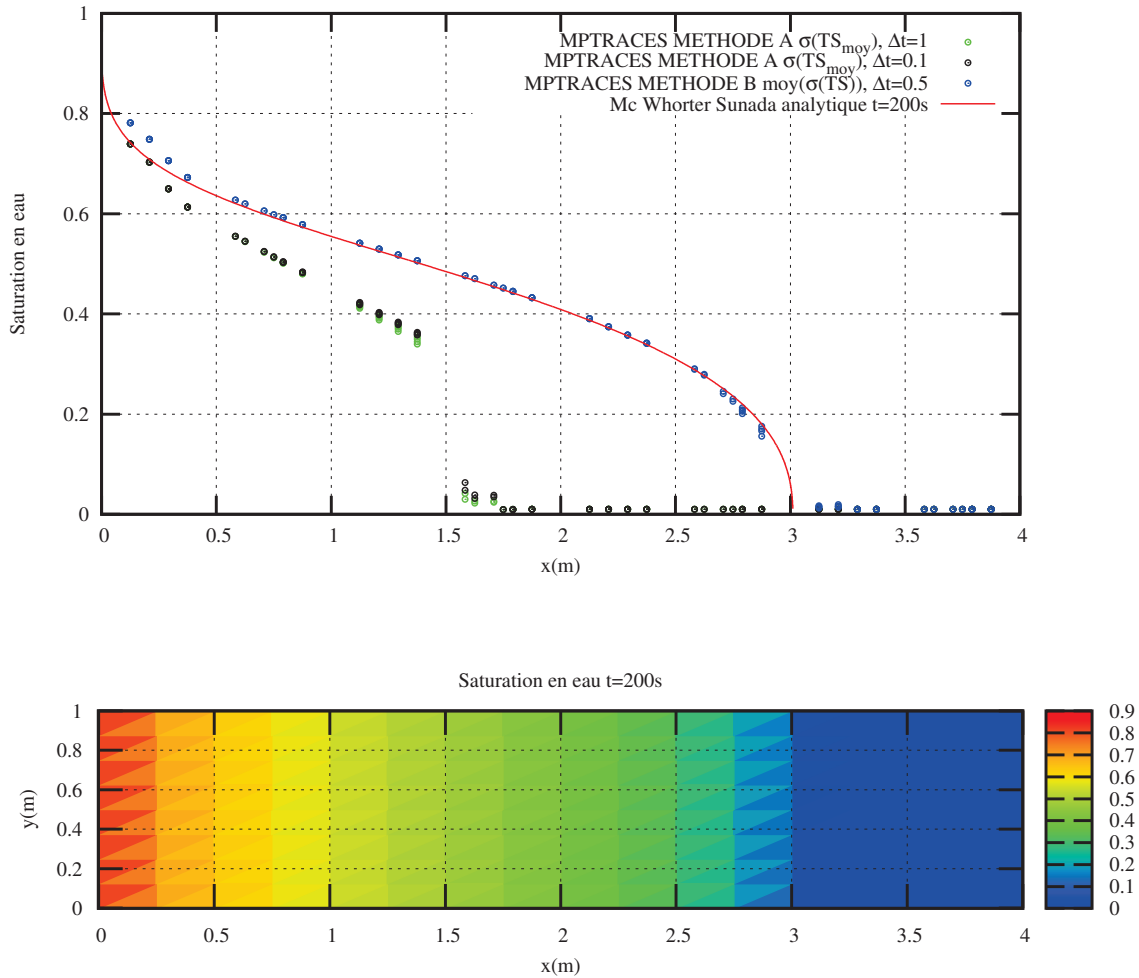 MPTRACES METHODE A σ(TSmoy), Δt=1
MPTRACES METHODE A σ(TSmoy), Δt=0.1
MPTRACES METHODE B moy(σ(TS)), Δt=0.5
Mc Whorter Sunada analytique t=200s
1
0.8
0.6
0.4
0.2
0
Saturation en eau
0 0.5 1 1.5 2 2.5 3 3.5 4
x(m)
Saturation en eau t=200s
1
0.8
0.6
0.4
0.2
0
y(m)
0 0.5 1 1.5 2 2.5 3 3.5 4
x(m)
0.9
0.8
0.7
0.6
0.5
0.4
0.3
0.2
0.1
0